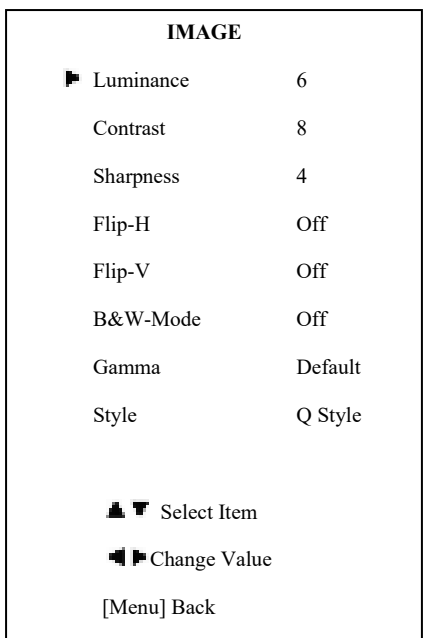 IMAGE
Luminance 6
Contrast 8
Sharpness 4
Flip-H Off
Flip-V Off
B&W-Mode Off
Gamma Default
Style Q Style
Select Item
Change Value
[Menu] Back